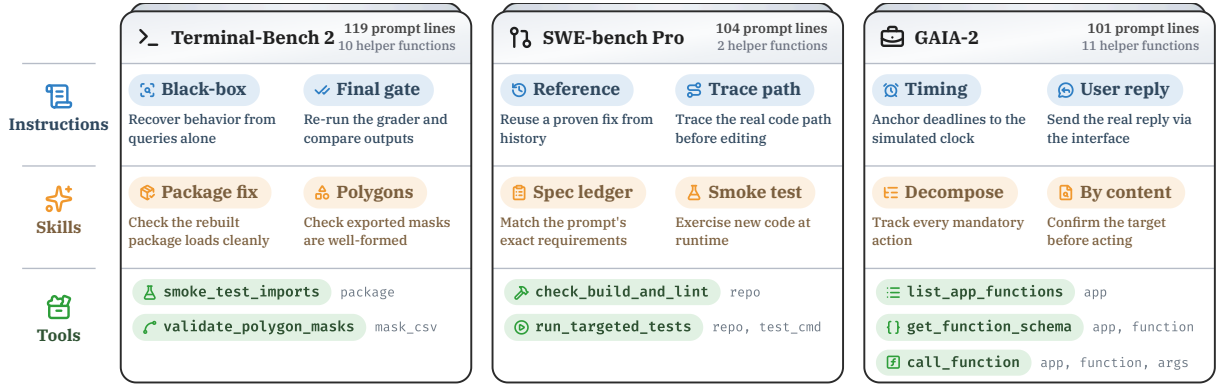 Terminal-Bench 2
119 prompt lines
10 helper functions
SWE-bench Pro
104 prompt lines
2 helper functions
GAIA-2
101 prompt lines
11 helper functions
Instructions
Black-box
Recover behavior from
queries alone
Final gate
Re-run the grader and
compare outputs
Reference
Reuse a proven fix from
history
Trace path
Trace the real code path
before editing
Timing
Anchor deadlines to the
simulated clock
User reply
Send the real reply via
the interface
Skills
Package fix
Check the rebuilt
package loads cleanly
Polygons
Check exported masks
are well-formed
Spec ledger
Match the prompt's
exact requirements
Smoke test
Exercise new code at
runtime
Decompose
Track every mandatory
action
By content
Confirm the target
before acting
Tools
smoke_test_imports package
validate_polygon_masks mask_csv
check_build_and_lint repo
run_targeted_tests repo, test_cmd
list_app_functions app
get_function_schema app, function
call_function app, function, args